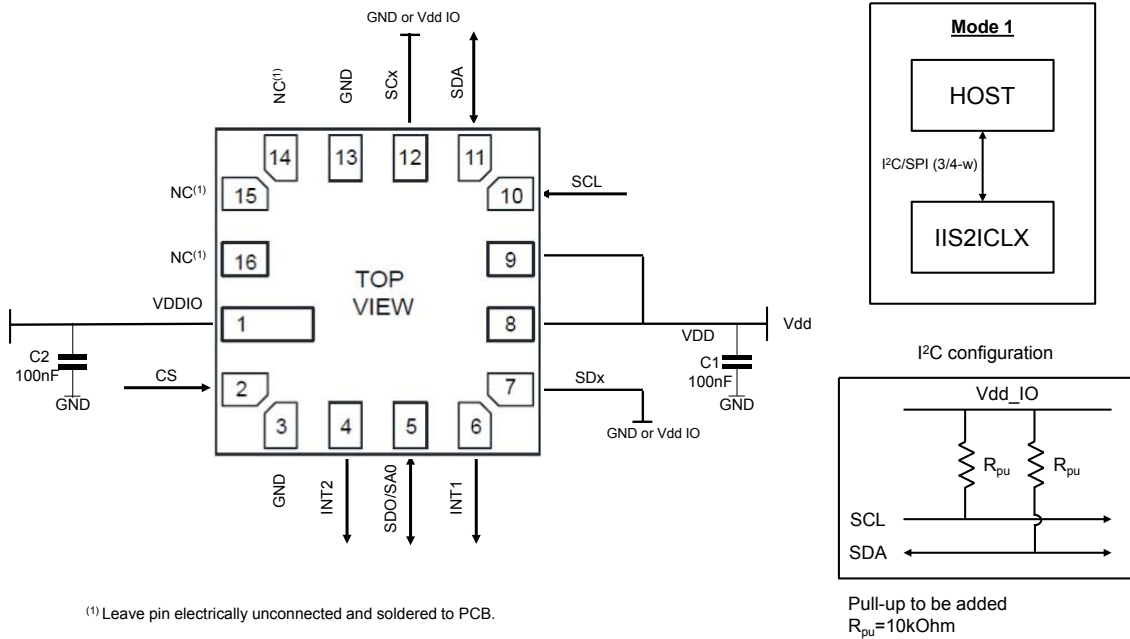 GND or Vdd IO
NC(1)
GND
SCx
SDA
14
13
12
11
NC(1)
15
10
SCL
NC(1)
16
9
TOP
VIEW
VDDIO
1
8
VDD
Vdd
C2
100nF
GND
C1
100nF
GND
CS
2
7
SDx
GND or Vdd IO
3
4
5
6
GND
INT2
SDO/SA0
INT1
(1) Leave pin electrically unconnected and soldered to PCB.
Mode 1
HOST
I²C/SPI (3/4-w)
IIS2ICLX
I²C configuration
Vdd_IO
Rpu
Rpu
SCL
SDA
Pull-up to be added
Rpu=10kOhm